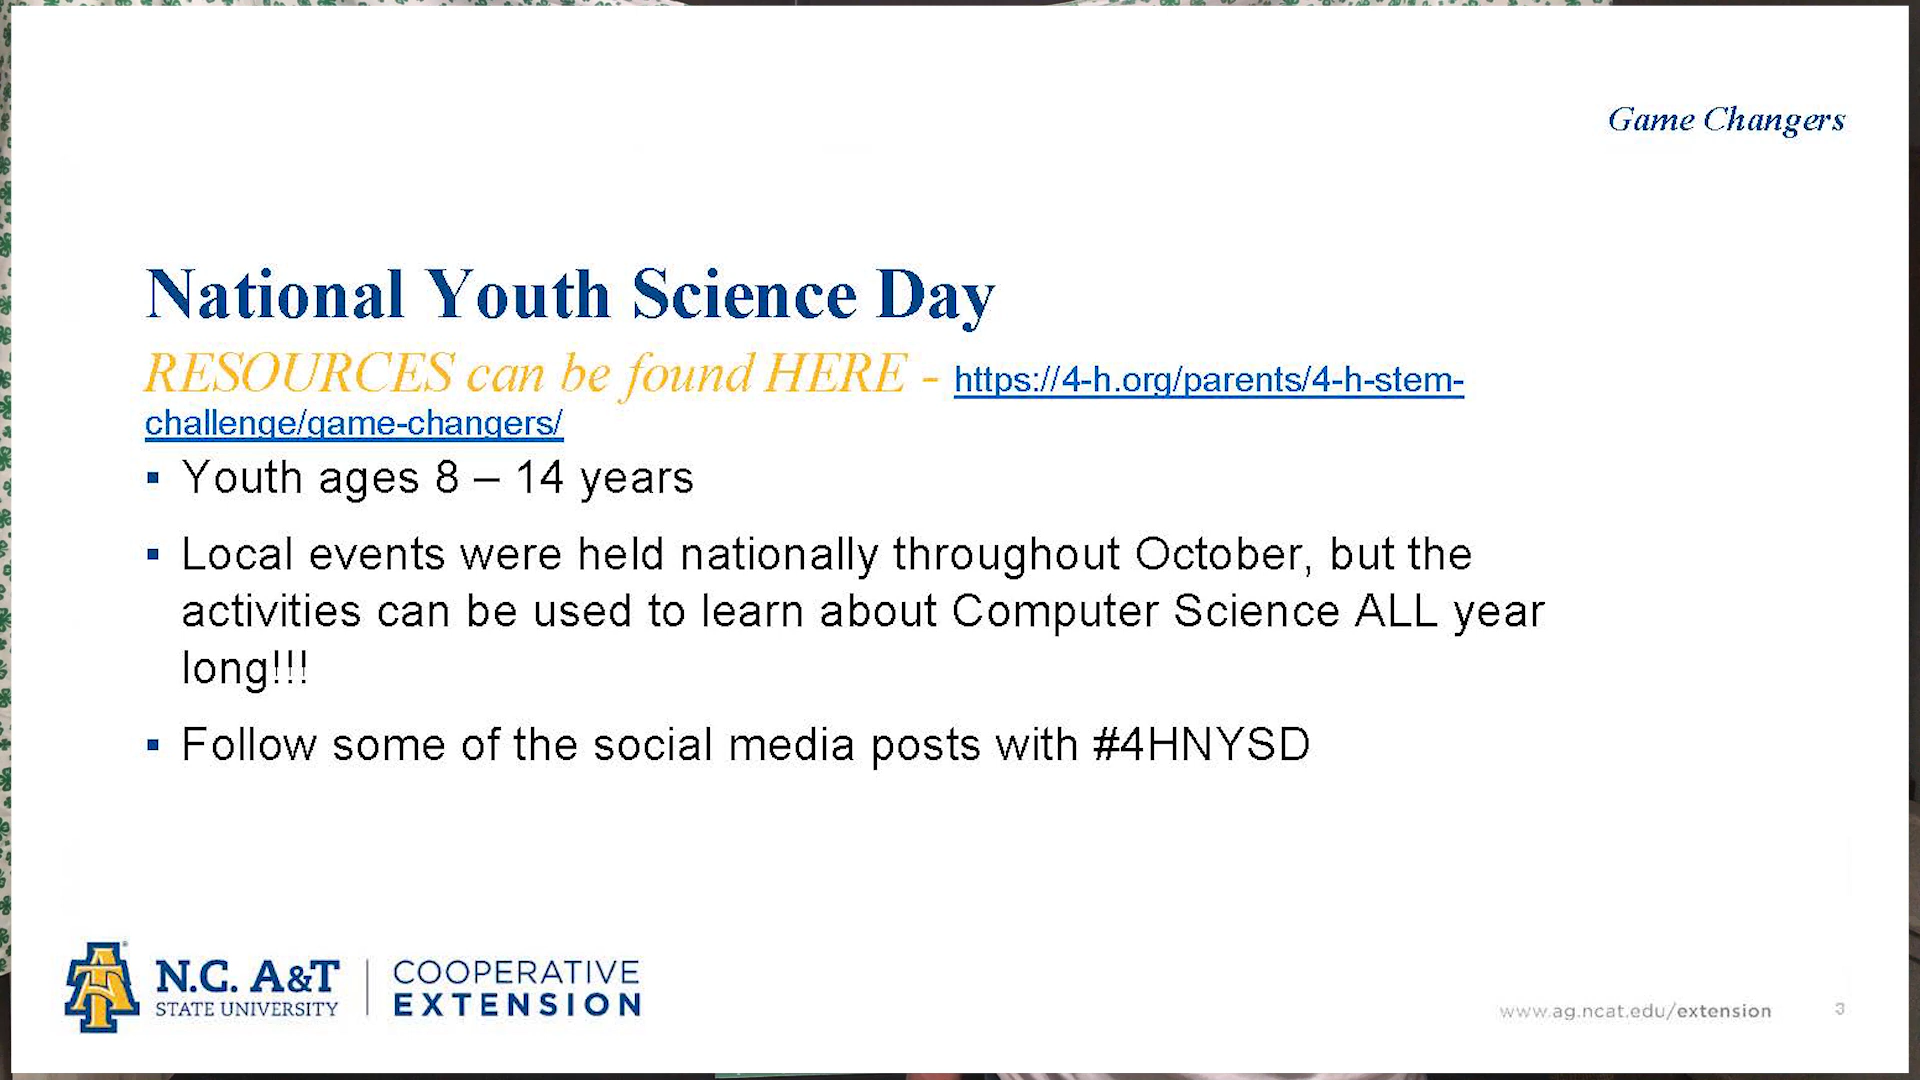 Game Changers
National Youth Science Day
RESOURCES can be found HERE - https://4-h.org/parents/4-h-stem-
challenge/game-changers/
▪ Youth ages 8 – 14 years
▪ Local events were held nationally throughout October, but the
activities can be used to learn about Computer Science ALL year
long!!!
▪ Follow some of the social media posts with #4HNYSD
N.C. A&T
STATE UNIVERSITY
COOPERATIVE
EXTENSION
www.ag.ncat.edu/extension
3